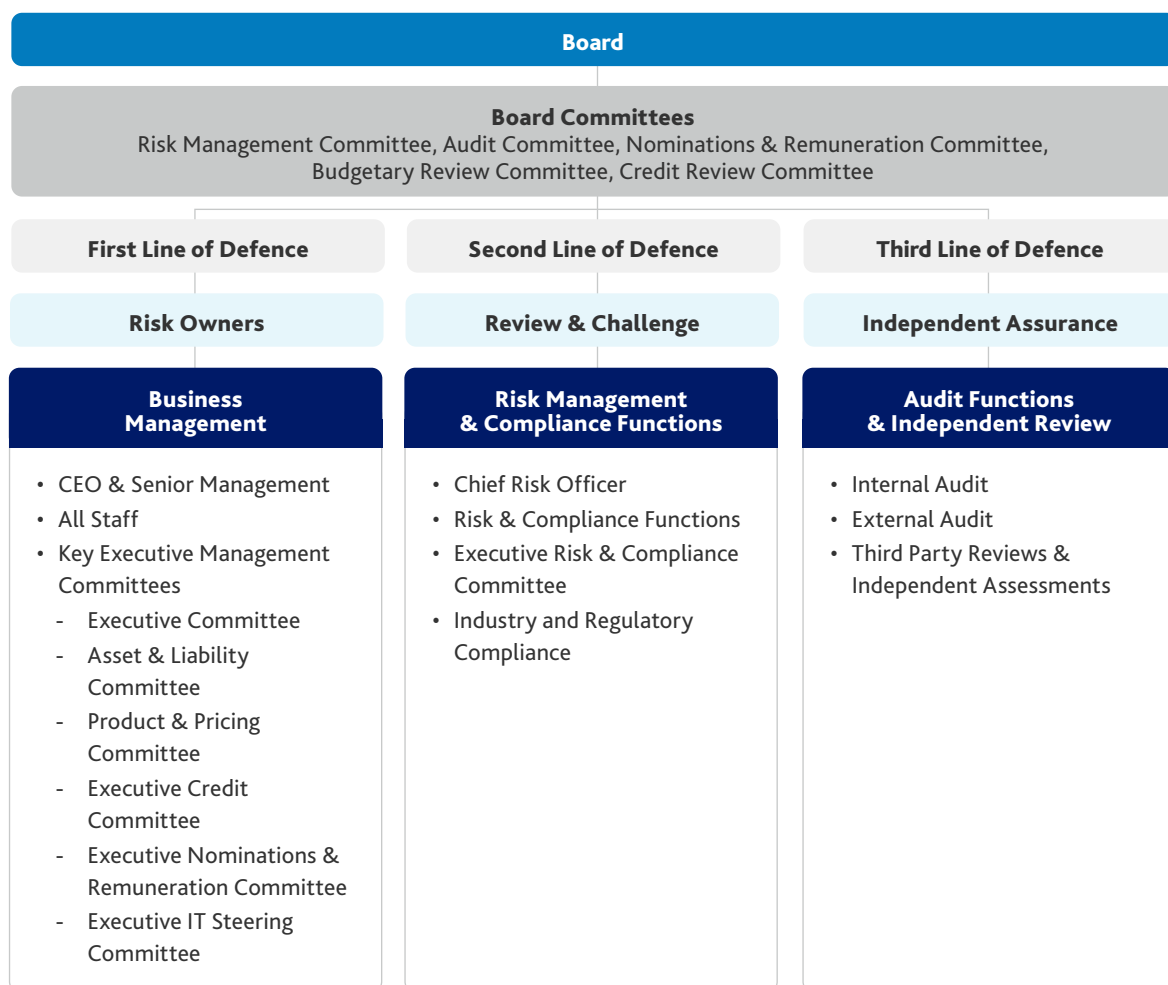 Board
Board Committees
Risk Management Committee, Audit Committee, Nominations & Remuneration Committee,
Budgetary Review Committee, Credit Review Committee
First Line of Defence
Risk Owners
Business
Management
• CEO & Senior Management
• All Staff
• Key Executive Management
Committees
- Executive Committee
- Asset & Liability
Committee
- Product & Pricing
Committee
- Executive Credit
Committee
- Executive Nominations &
Remuneration Committee
- Executive IT Steering
Committee
Second Line of Defence
Review & Challenge
Risk Management
& Compliance Functions
• Chief Risk Officer
• Risk & Compliance Functions
• Executive Risk & Compliance
Committee
• Industry and Regulatory
Compliance
Third Line of Defence
Independent Assurance
Audit Functions
& Independent Review
• Internal Audit
• External Audit
• Third Party Reviews &
Independent Assessments